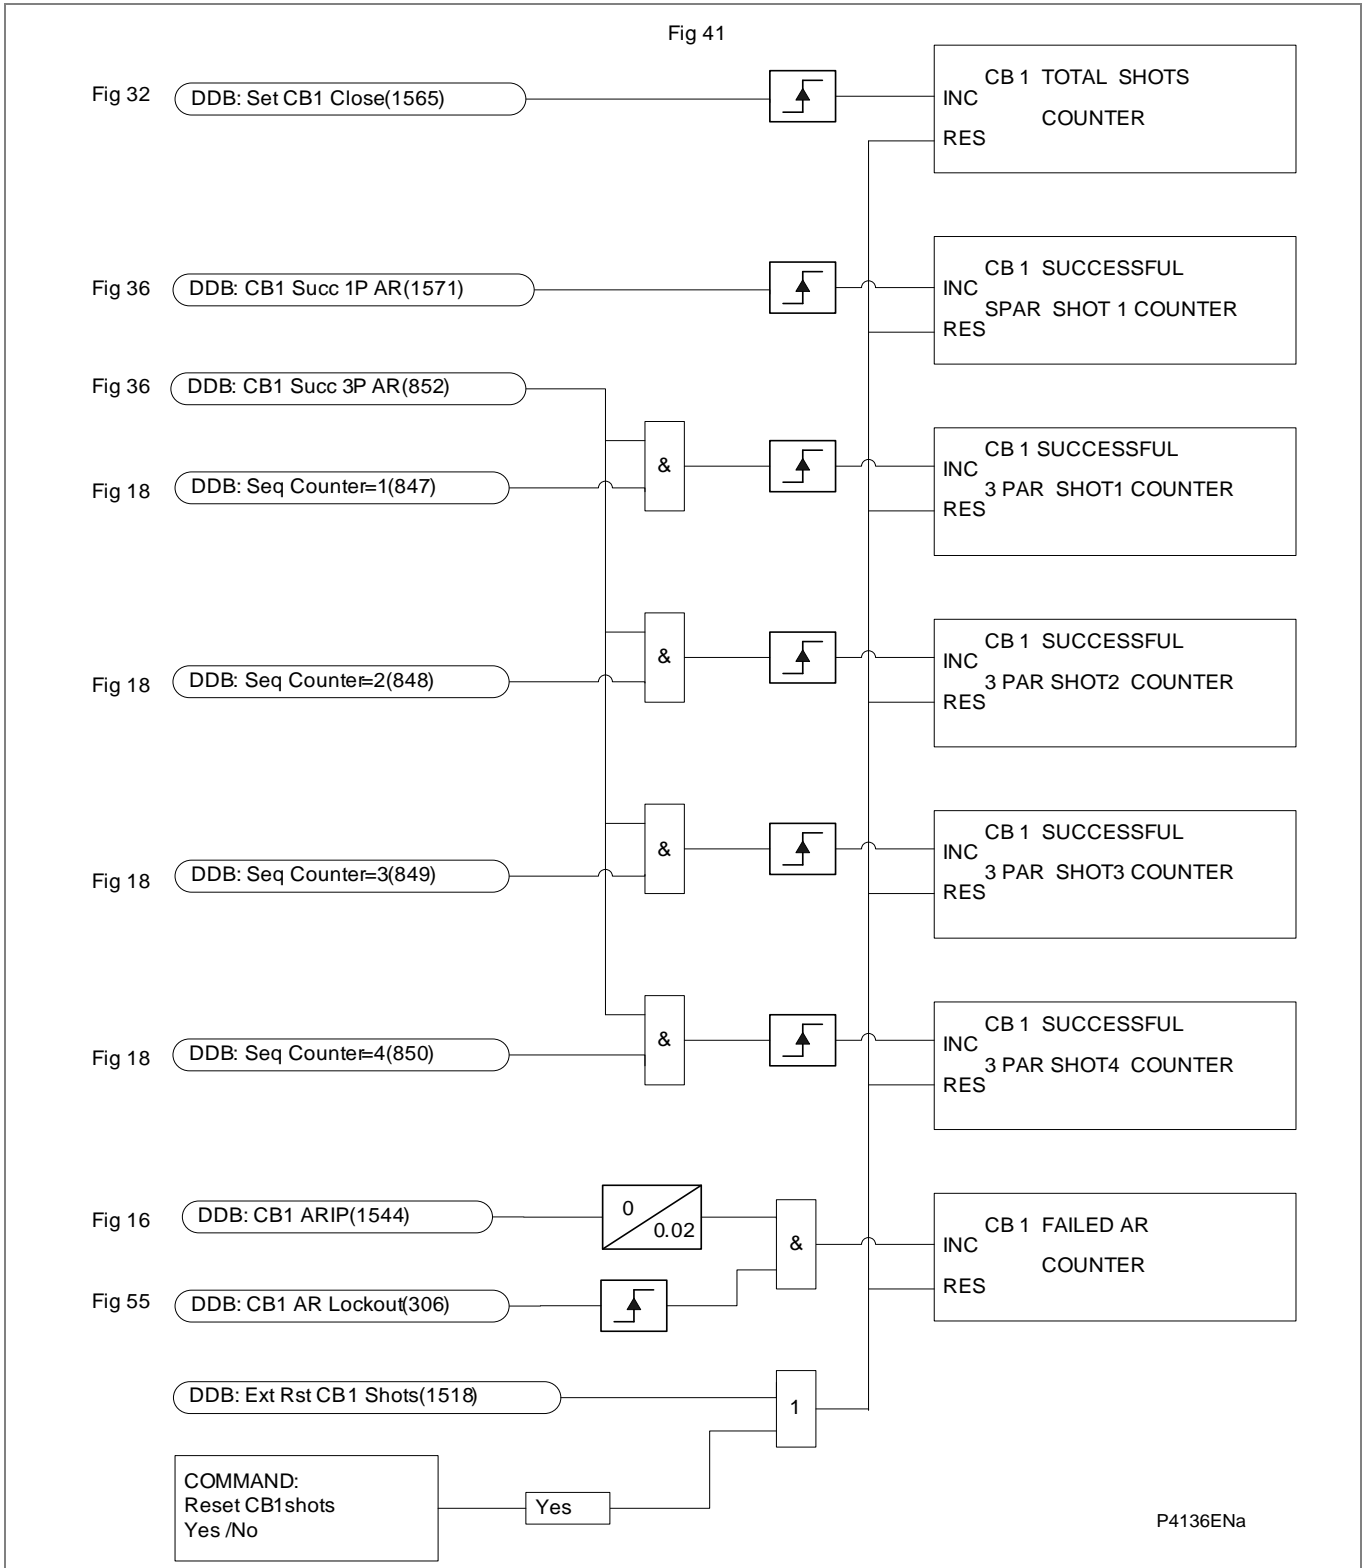 Fig 41
Fig 32
DDB: Set CB1 Close(1565)
INC
RES
CB 1 TOTAL SHOTS
COUNTER
Fig 36
DDB: CB1 Succ 1P AR(1571)
INC
RES
CB 1 SUCCESSFUL
SPAR SHOT 1 COUNTER
Fig 36
DDB: CB1 Succ 3P AR(852)
Fig 18
DDB: Seq Counter=1(847)
&
INC
RES
CB 1 SUCCESSFUL
3 PAR SHOT1 COUNTER
Fig 18
DDB: Seq Counter=2(848)
&
INC
RES
CB 1 SUCCESSFUL
3 PAR SHOT2 COUNTER
Fig 18
DDB: Seq Counter=3(849)
&
INC
RES
CB 1 SUCCESSFUL
3 PAR SHOT3 COUNTER
Fig 18
DDB: Seq Counter=4(850)
&
INC
RES
CB 1 SUCCESSFUL
3 PAR SHOT4 COUNTER
Fig 16
DDB: CB1 ARIP(1544)
0
0.02
&
INC
RES
CB 1 FAILED AR
COUNTER
Fig 55
DDB: CB1 AR Lockout(306)
DDB: Ext Rst CB1 Shots(1518)
1
COMMAND:
Reset CB1shots
Yes /No
Yes
P4136ENa